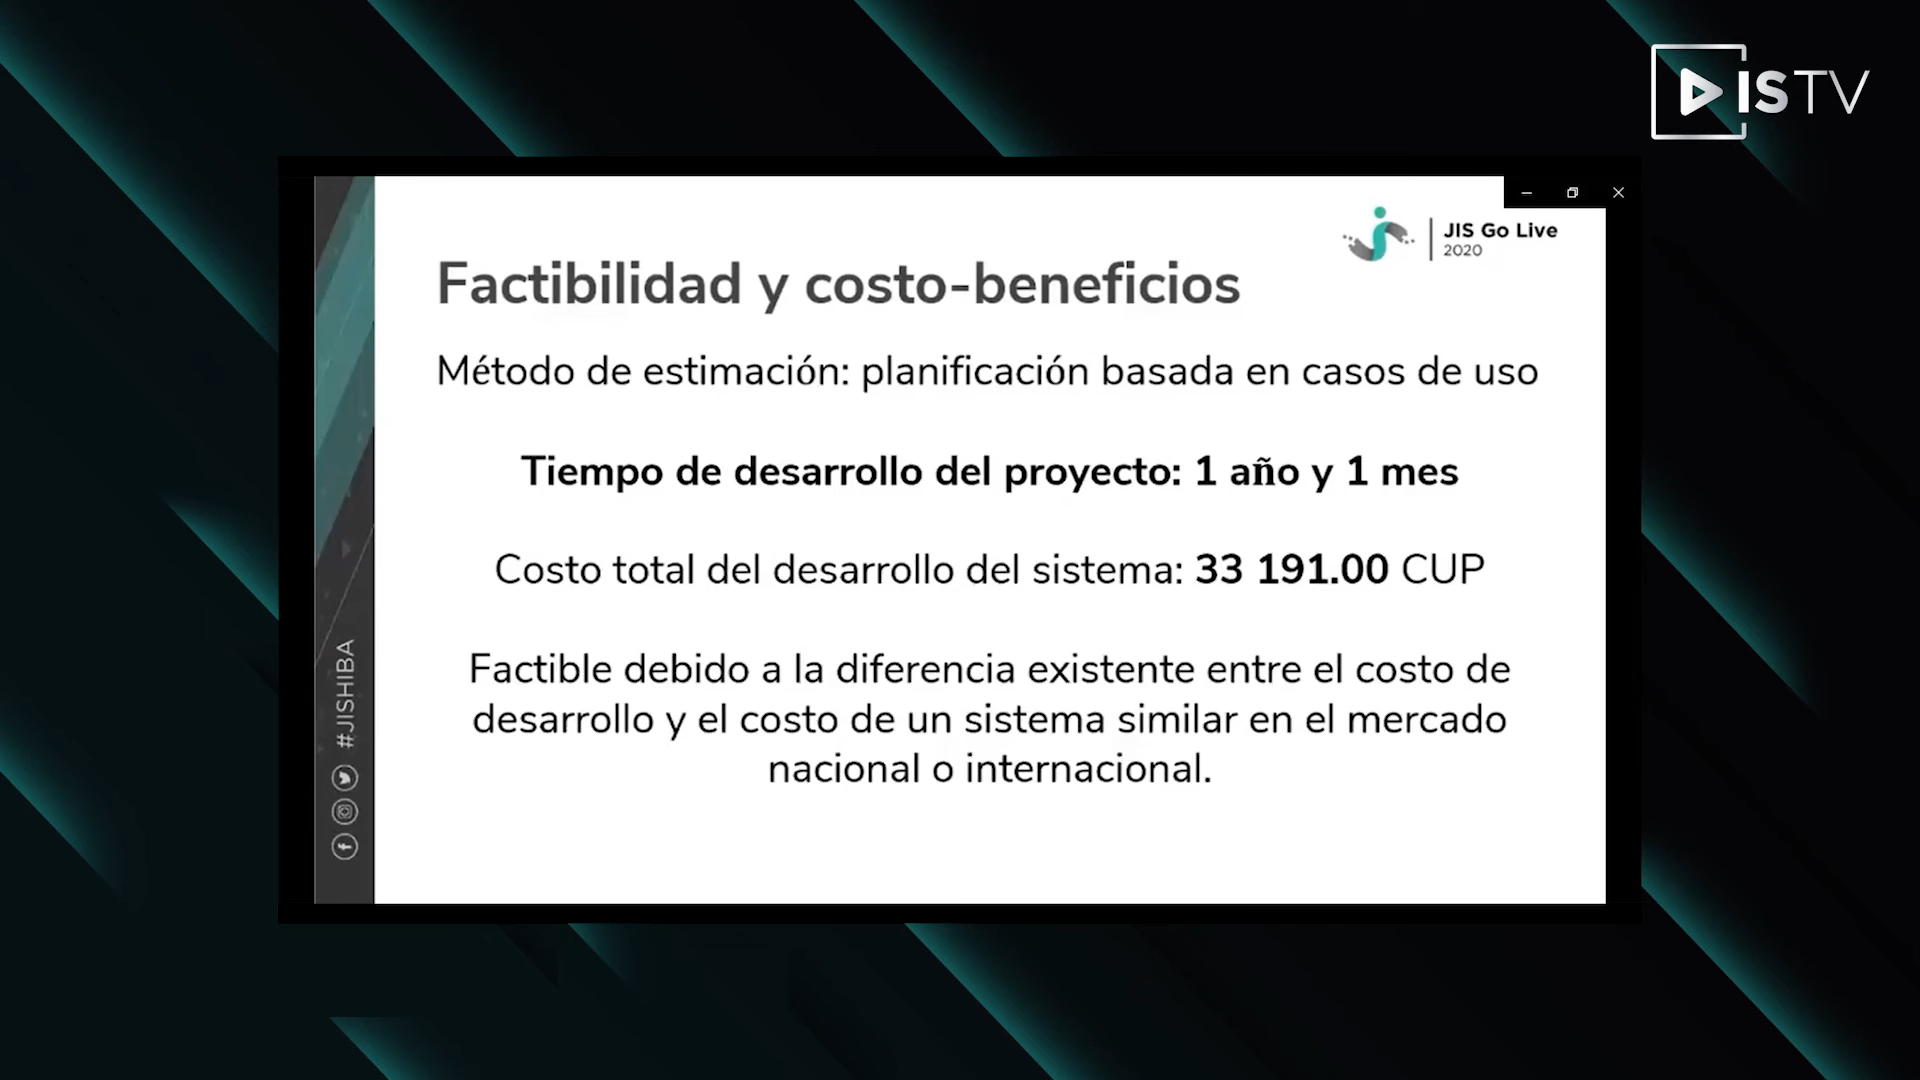 ISTV
JIS Go Live
2020
Factibilidad y costo-beneficios
Método de estimación: planificación basada en casos de uso
Tiempo de desarrollo del proyecto: 1 año y 1 mes
Costo total del desarrollo del sistema: 33 191.00 CUP
Factible debido a la diferencia existente entre el costo de
desarrollo y el costo de un sistema similar en el mercado
nacional o internacional.
#JISHIBA